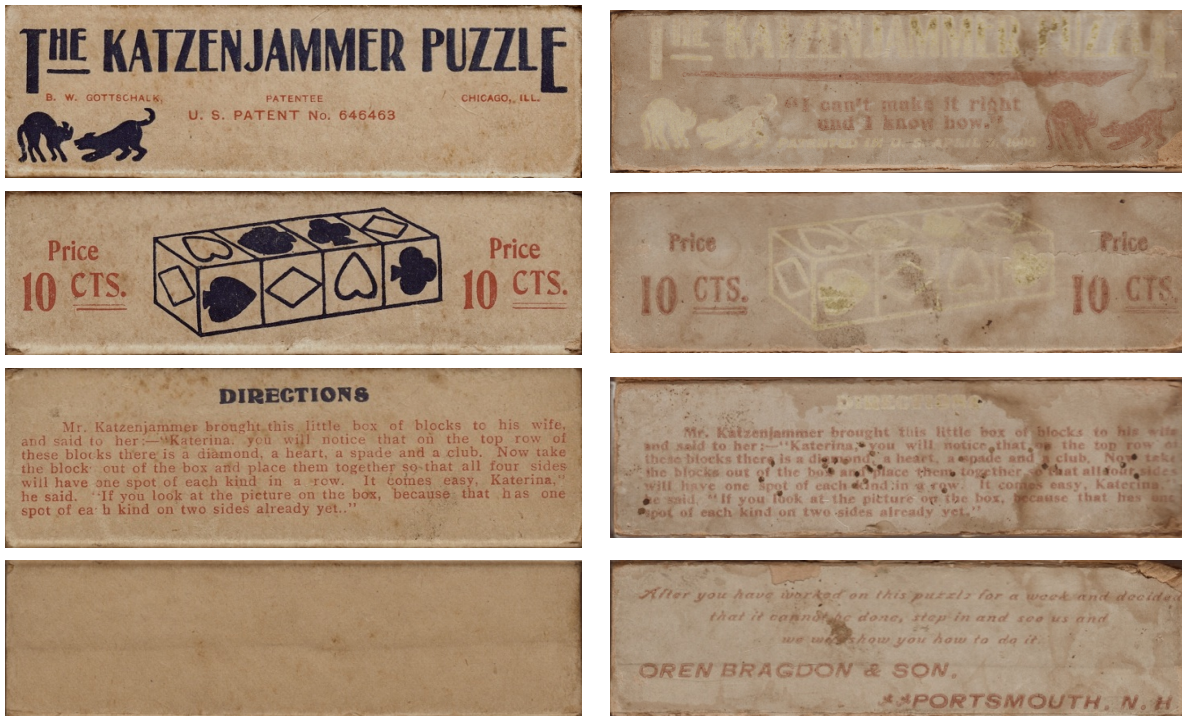 THE KATZENJAMMER PUZZLE
B. W. GOTTSCHALK, PATENTEE CHICAGO, ILL.
U. S. PATENT No. 646463
Price
10 CTS.
Price
10 CTS.
DIRECTIONS
Mr. Katzenjammer brought this little box of blocks to his wife,
and said to her:—"Katerina. you will notice that on the top row of
these blocks there is a diamond, a heart, a spade and a club. Now take
the block out of the box and place them together so that all four sides
will have one spot of each kind in a row. It comes easy, Katerina,"
he said. "If you look at the picture on the box, because that has one
spot of ea h kind on two sides already yet.."
THE KATZENJAMMER PUZZLE
"I can't make it right
und I know how."
IN U. S. APRIL
Price
10 CTS.
Price
10 CTS.
DIRECTIONS
Mr. Katzenjammer brought this little box of blocks to his wife
and said to her:—"Katerina, you will notice that on the top row of
these blocks there is a diamond, a heart, a spade and a club. Now take
the blocks out of the box and place them together so that all four sides
will have one spot of each kind in a row. It comes easy, Katerina.
he said. "If you look at the picture on the box, because that has one
spot of each kind on two sides already yet."
After you have worked on this puzzle for a week and decided
that it cannot be done, step in and see us and
we will show you how to do it.
OREN BRAGDON & SON.
**PORTSMOUTH, N. H